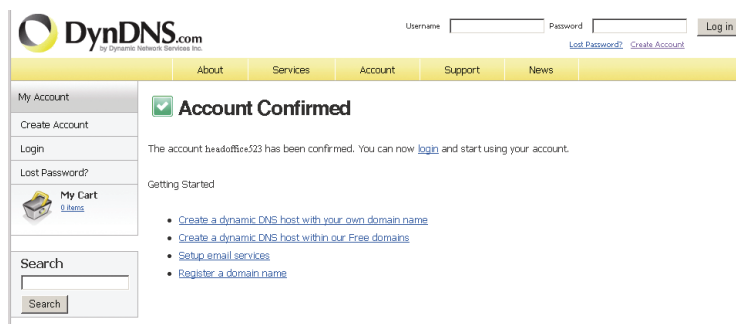 DynDNS.com
by Dynamic Network Services Inc.
Username
Password
Log in
Lost Password? Create Account
About Services Account Support News
My Account
Create Account
Login
Lost Password?
My Cart
0 items
Search
Search
Account Confirmed
The account headoffice523 has been confirmed. You can now login and start using your account.
Getting Started
• Create a dynamic DNS host with your own domain name
• Create a dynamic DNS host within our Free domains
• Setup email services
• Register a domain name